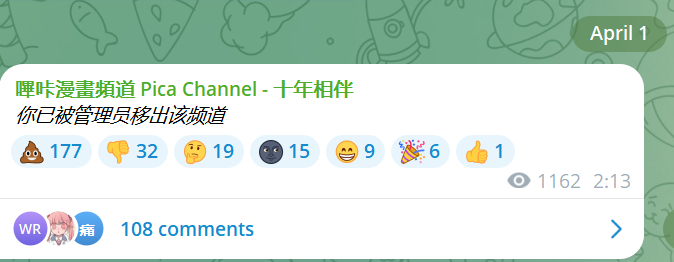 April 1
嗶咔漫畫頻道 Pica Channel - 十年相伴
你已被管理员移出该频道
177 32 19 15 9 6 1
1162 2:13
WR 痛 108 comments